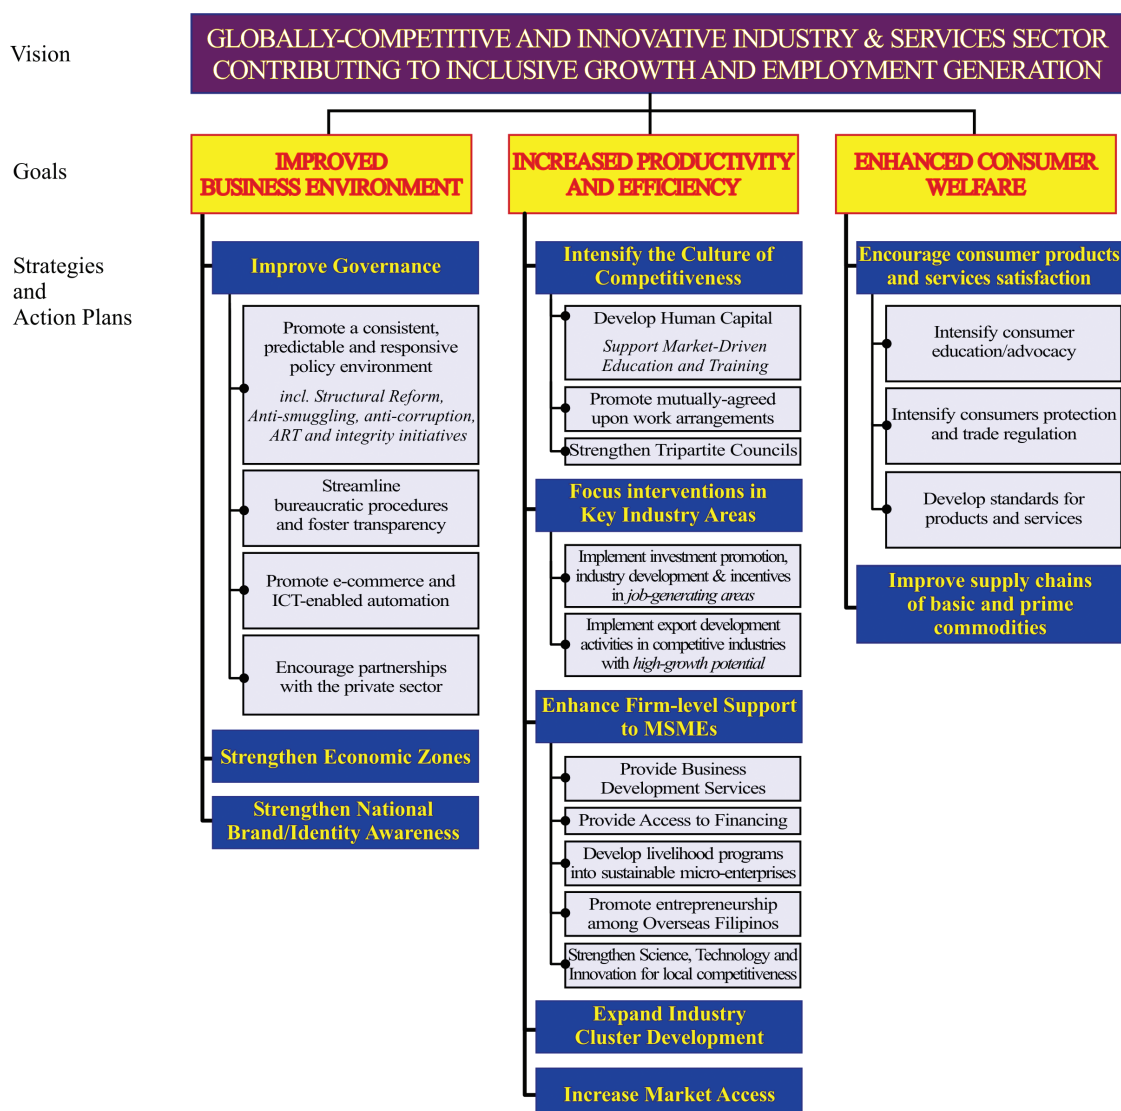 Vision
GLOBALLY-COMPETITIVE AND INNOVATIVE INDUSTRY & SERVICES SECTOR
CONTRIBUTING TO INCLUSIVE GROWTH AND EMPLOYMENT GENERATION
Goals
IMPROVED
BUSINESS ENVIRONMENT
INCREASED PRODUCTIVITY
AND EFFICIENCY
ENHANCED CONSUMER
WELFARE
Strategies
and
Action Plans
Improve Governance
Promote a consistent,
predictable and responsive
policy environment
incl. Structural Reform,
Anti-smuggling, anti-corruption,
ART and integrity initiatives
Streamline
bureaucratic procedures
and foster transparency
Promote e-commerce and
ICT-enabled automation
Encourage partnerships
with the private sector
Strengthen Economic Zones
Strengthen National
Brand/Identity Awareness
Intensify the Culture of
Competitiveness
Develop Human Capital
Support Market-Driven
Education and Training
Promote mutually-agreed
upon work arrangements
Strengthen Tripartite Councils
Focus interventions in
Key Industry Areas
Implement investment promotion,
industry development & incentives
in job-generating areas
Implement export development
activities in competitive industries
with high-growth potential
Enhance Firm-level Support
to MSMEs
Provide Business
Development Services
Provide Access to Financing
Develop livelihood programs
into sustainable micro-enterprises
Promote entrepreneurship
among Overseas Filipinos
Strengthen Science, Technology and
Innovation for local competitiveness
Expand Industry
Cluster Development
Increase Market Access
Encourage consumer products
and services satisfaction
Intensify consumer
education/advocacy
Intensify consumers protection
and trade regulation
Develop standards for
products and services
Improve supply chains
of basic and prime
commodities